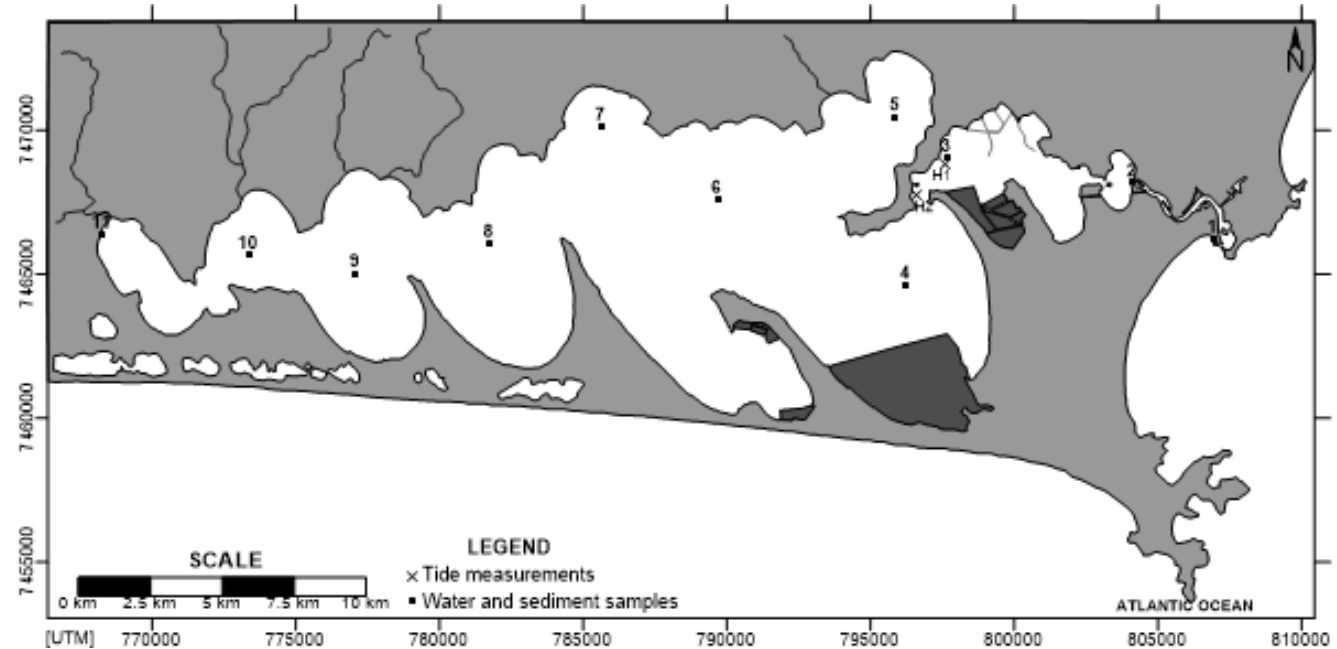 N
5
7
7470000
3
H1
2
6
H2
11
10
8
1
9
7465000
4
7460000
7455000
SCALE
LEGEND
× Tide measurements
0 km 2.5 km 5 km 7.5 km 10 km
▪ Water and sediment samples
ATLANTIC OCEAN
[UTM] 770000 775000 780000 785000 790000 795000 800000 805000 810000